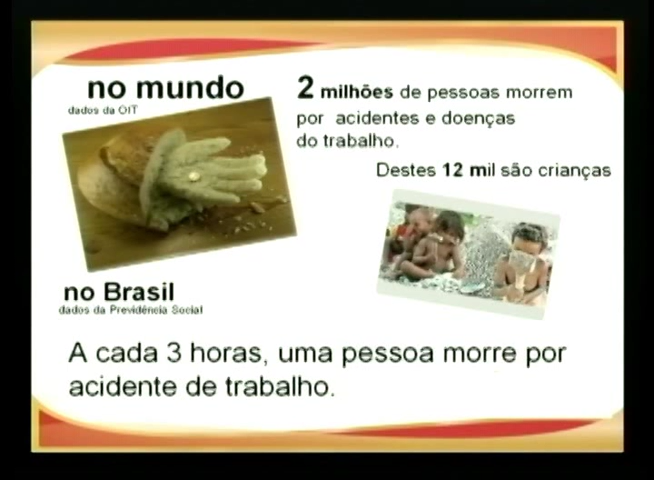 no mundo
dados da OIT
2 milhões de pessoas morrem
por acidentes e doenças
do trabalho.
Destes 12 mil são crianças
no Brasil
dados da Previdência Social
A cada 3 horas, uma pessoa morre por
acidente de trabalho.